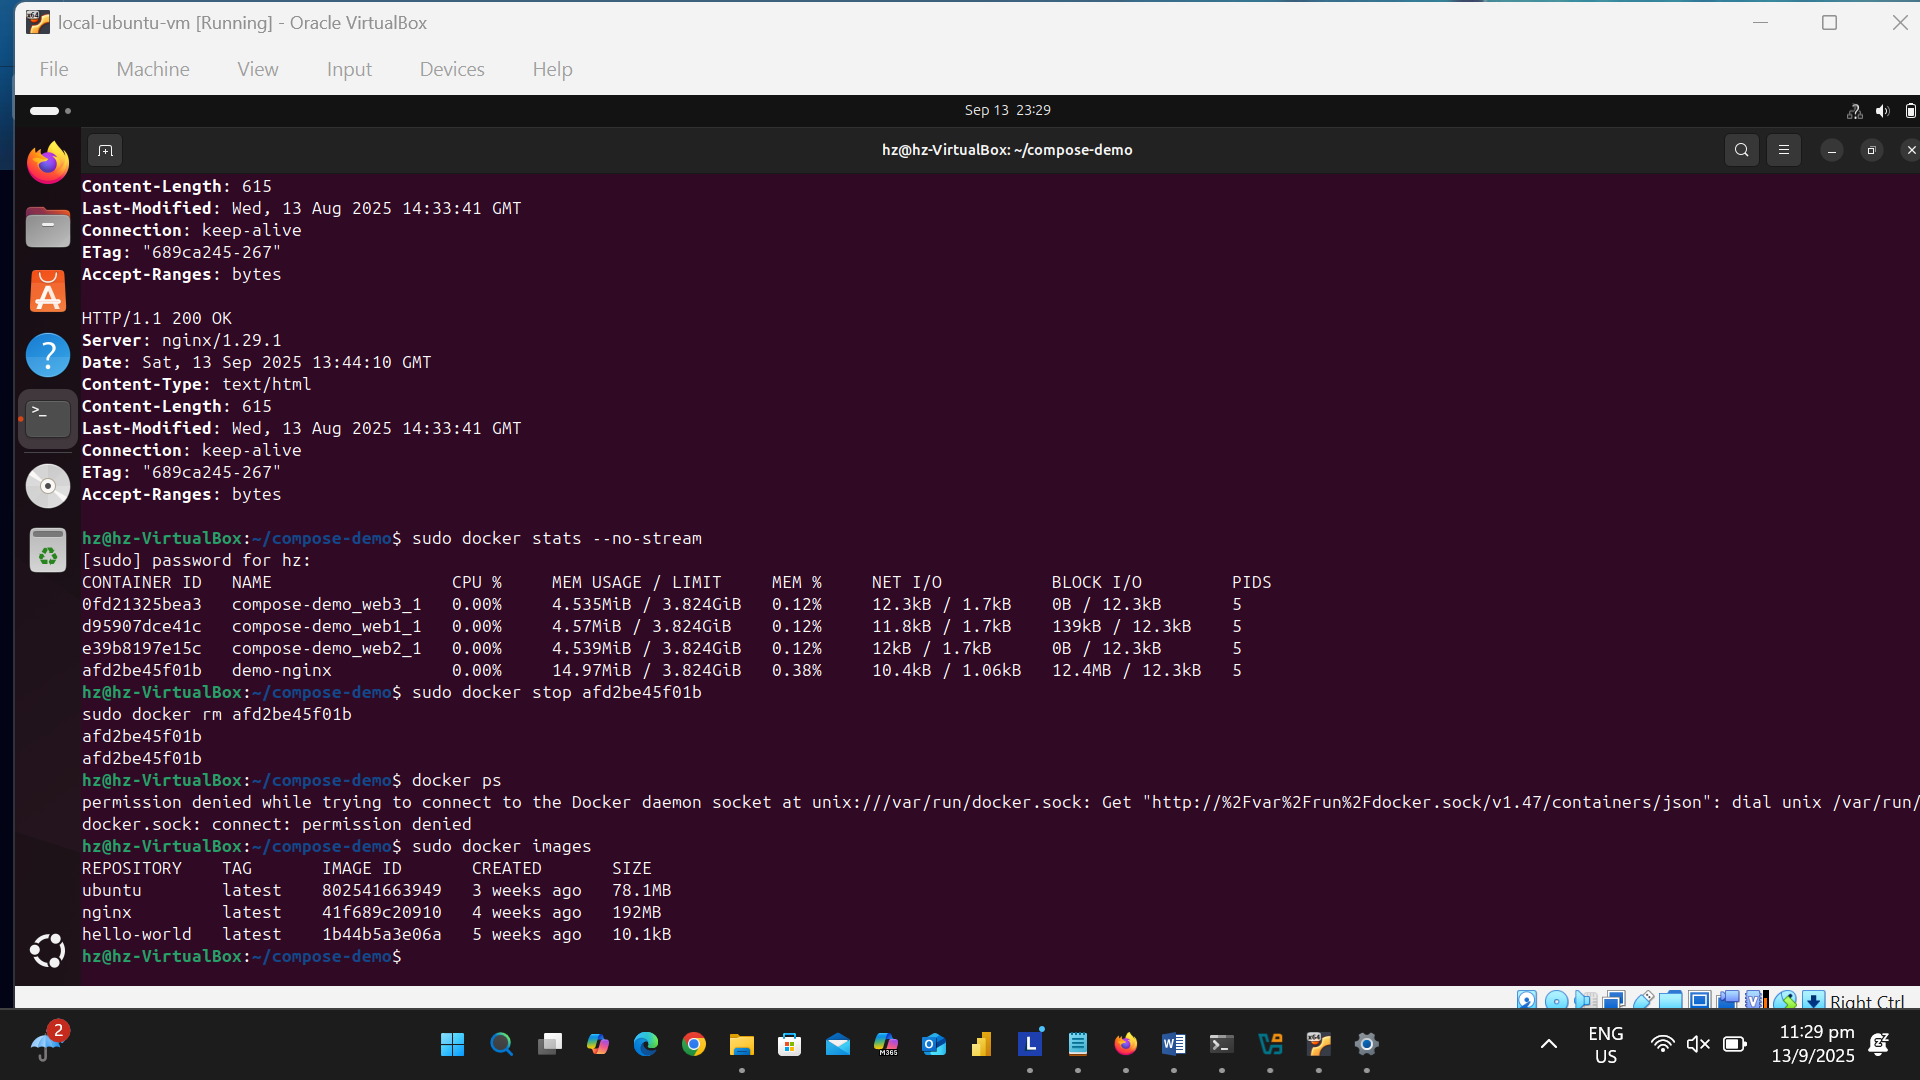 local-ubuntu-vm [Running] - Oracle VirtualBox
File Machine View Input Devices Help
Sep 13 23:29
hz@hz-VirtualBox: ~/compose-demo
Content-Length: 615
Last-Modified: Wed, 13 Aug 2025 14:33:41 GMT
Connection: keep-alive
ETag: "689ca245-267"
Accept-Ranges: bytes
HTTP/1.1 200 OK
Server: nginx/1.29.1
Date: Sat, 13 Sep 2025 13:44:10 GMT
Content-Type: text/html
Content-Length: 615
Last-Modified: Wed, 13 Aug 2025 14:33:41 GMT
Connection: keep-alive
ETag: "689ca245-267"
Accept-Ranges: bytes
hz@hz-VirtualBox:~/compose-demo$ sudo docker stats --no-stream
[sudo] password for hz:
CONTAINER ID NAME CPU % MEM USAGE / LIMIT MEM % NET I/O BLOCK I/O PIDS
0fd21325bea3 compose-demo_web3_1 0.00% 4.535MiB / 3.824GiB 0.12% 12.3kB / 1.7kB 0B / 12.3kB 5
d95907dce41c compose-demo_web1_1 0.00% 4.57MiB / 3.824GiB 0.12% 11.8kB / 1.7kB 139kB / 12.3kB 5
e39b8197e15c compose-demo_web2_1 0.00% 4.539MiB / 3.824GiB 0.12% 12kB / 1.7kB 0B / 12.3kB 5
afd2be45f01b demo-nginx 0.00% 14.97MiB / 3.824GiB 0.38% 10.4kB / 1.06kB 12.4MB / 12.3kB 5
hz@hz-VirtualBox:~/compose-demo$ sudo docker stop afd2be45f01b
sudo docker rm afd2be45f01b
afd2be45f01b
afd2be45f01b
hz@hz-VirtualBox:~/compose-demo$ docker ps
permission denied while trying to connect to the Docker daemon socket at unix:///var/run/docker.sock: Get "http://%2Fvar%2Frun%2Fdocker.sock/v1.47/containers/json": dial unix /var/run/
docker.sock: connect: permission denied
hz@hz-VirtualBox:~/compose-demo$ sudo docker images
REPOSITORY TAG IMAGE ID CREATED SIZE
ubuntu latest 802541663949 3 weeks ago 78.1MB
nginx latest 41f689c20910 4 weeks ago 192MB
hello-world latest 1b44b5a3e06a 5 weeks ago 10.1kB
hz@hz-VirtualBox:~/compose-demo$
Right Ctrl
2
M365
ENG
US
11:29 pm
13/9/2025